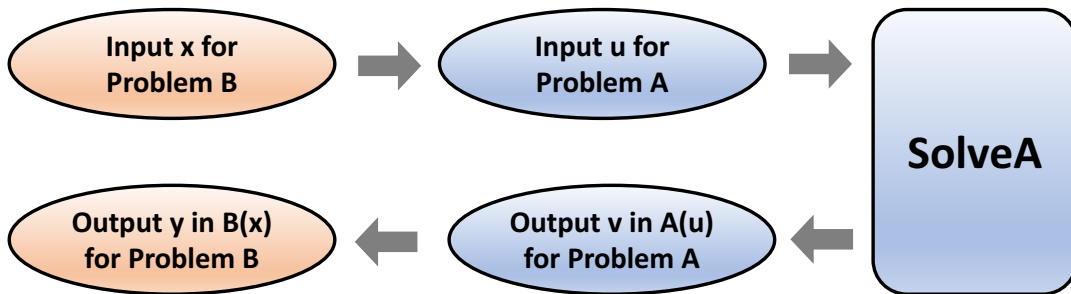 Input x for
Problem B
Input u for
Problem A
SolveA
Output y in B(x)
for Problem B
Output v in A(u)
for Problem A